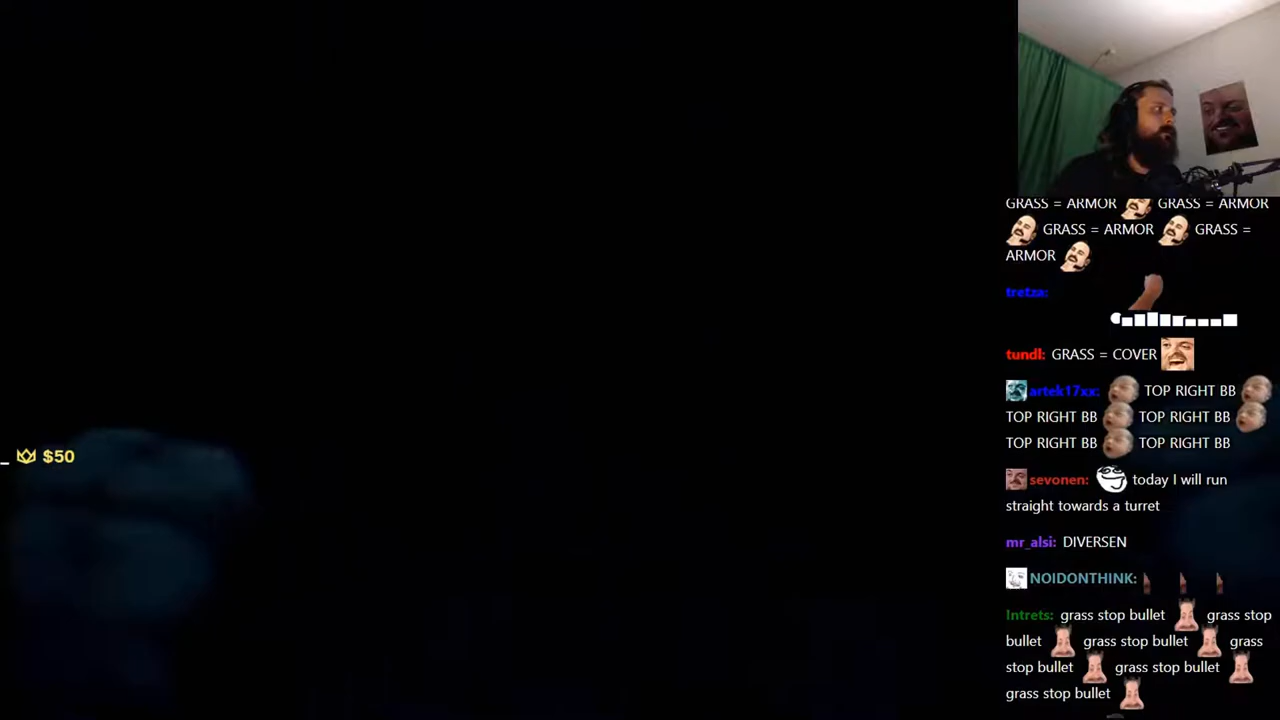 GRASS = ARMOR GRASS = ARMOR
GRASS = ARMOR GRASS =
ARMOR
tretza:
tundl: GRASS = COVER
artek17xx: TOP RIGHT BB
TOP RIGHT BB TOP RIGHT BB
TOP RIGHT BB TOP RIGHT BB
$50
sevonen: today I will run
straight towards a turret
mr_alsi: DIVERSEN
NOIDONTHINK:
Intrets: grass stop bullet grass stop
bullet grass stop bullet grass
stop bullet grass stop bullet
grass stop bullet